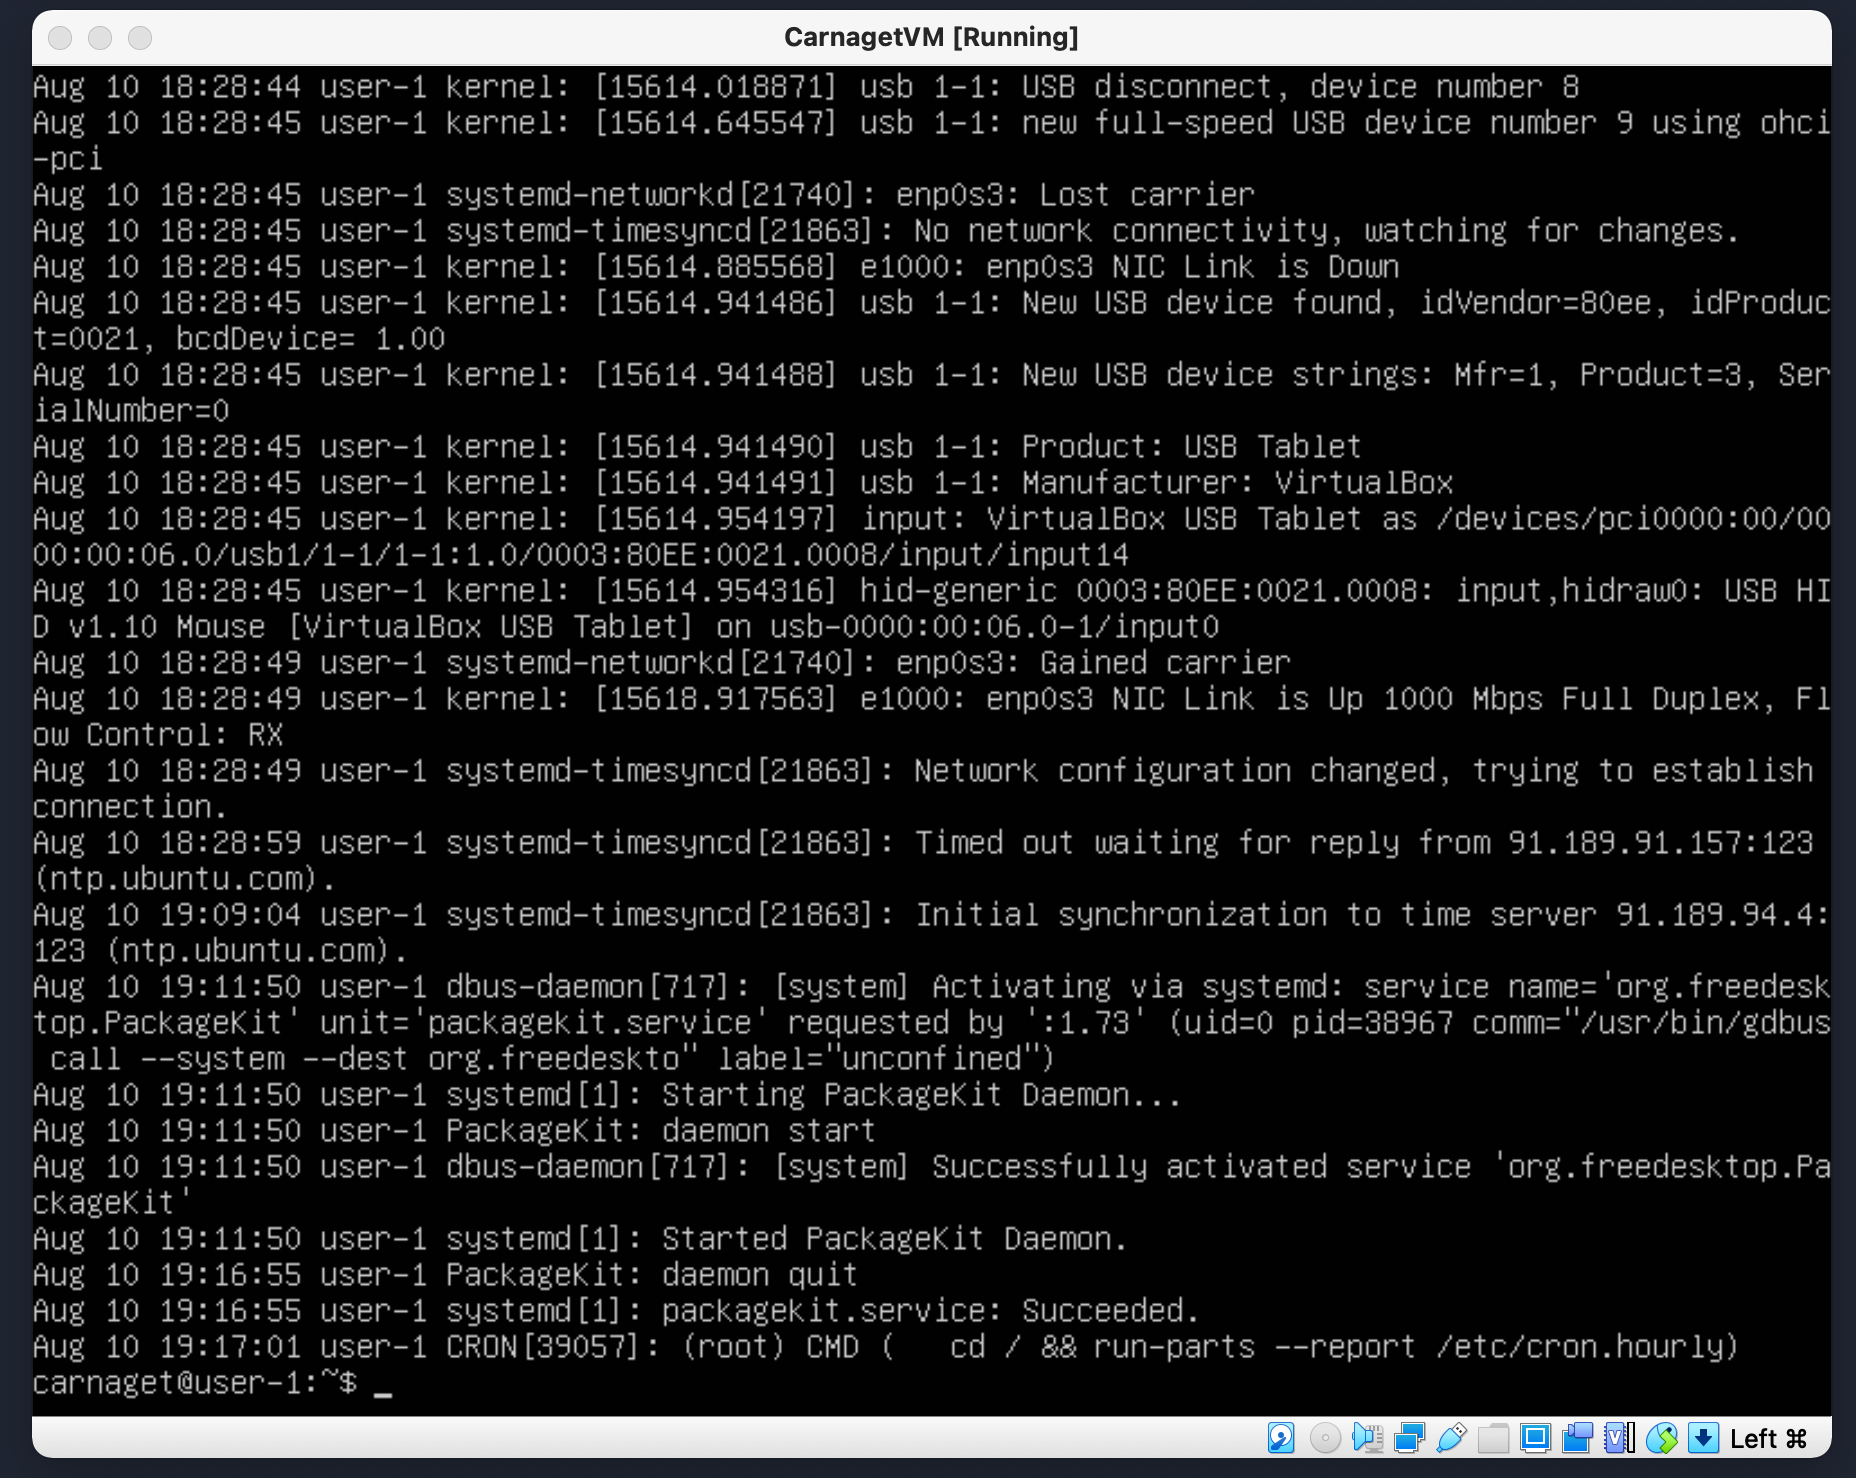 CarnagetVM [Running]
Aug 10 18:28:44 user-1 kernel: [15614.018871] usb 1-1: USB disconnect, device number 8
Aug 10 18:28:45 user-1 kernel: [15614.645547] usb 1-1: new full-speed USB device number 9 using ohci
-pci
Aug 10 18:28:45 user-1 systemd-networkd[21740]: enp0s3: Lost carrier
Aug 10 18:28:45 user-1 systemd-timesyncd[21863]: No network connectivity, watching for changes.
Aug 10 18:28:45 user-1 kernel: [15614.885568] e1000: enp0s3 NIC Link is Down
Aug 10 18:28:45 user-1 kernel: [15614.941486] usb 1-1: New USB device found, idVendor=80ee, idProduc
t=0021, bcdDevice= 1.00
Aug 10 18:28:45 user-1 kernel: [15614.941488] usb 1-1: New USB device strings: Mfr=1, Product=3, Ser
ialNumber=0
Aug 10 18:28:45 user-1 kernel: [15614.941490] usb 1-1: Product: USB Tablet
Aug 10 18:28:45 user-1 kernel: [15614.941491] usb 1-1: Manufacturer: VirtualBox
Aug 10 18:28:45 user-1 kernel: [15614.954197] input: VirtualBox USB Tablet as /devices/pci0000:00/00
00:00:06.0/usb1/1-1/1-1:1.0/0003:80EE:0021.0008/input/input14
Aug 10 18:28:45 user-1 kernel: [15614.954316] hid-generic 0003:80EE:0021.0008: input,hidraw0: USB HI
D v1.10 Mouse [VirtualBox USB Tablet] on usb-0000:00:06.0-1/input0
Aug 10 18:28:49 user-1 systemd-networkd[21740]: enp0s3: Gained carrier
Aug 10 18:28:49 user-1 kernel: [15618.917563] e1000: enp0s3 NIC Link is Up 1000 Mbps Full Duplex, Fl
ow Control: RX
Aug 10 18:28:49 user-1 systemd-timesyncd[21863]: Network configuration changed, trying to establish
connection.
Aug 10 18:28:59 user-1 systemd-timesyncd[21863]: Timed out waiting for reply from 91.189.91.157:123
(ntp.ubuntu.com).
Aug 10 19:09:04 user-1 systemd-timesyncd[21863]: Initial synchronization to time server 91.189.94.4:
123 (ntp.ubuntu.com).
Aug 10 19:11:50 user-1 dbus-daemon[717]: [system] Activating via systemd: service name='org.freedesk
top.PackageKit' unit='packagekit.service' requested by ':1.73' (uid=0 pid=38967 comm="/usr/bin/gdbus
 call --system --dest org.freedeskto" label="unconfined")
Aug 10 19:11:50 user-1 systemd[1]: Starting PackageKit Daemon...
Aug 10 19:11:50 user-1 PackageKit: daemon start
Aug 10 19:11:50 user-1 dbus-daemon[717]: [system] Successfully activated service 'org.freedesktop.Pa
ckageKit'
Aug 10 19:11:50 user-1 systemd[1]: Started PackageKit Daemon.
Aug 10 19:16:55 user-1 PackageKit: daemon quit
Aug 10 19:16:55 user-1 systemd[1]: packagekit.service: Succeeded.
Aug 10 19:17:01 user-1 CRON[39057]: (root) CMD (   cd / && run-parts --report /etc/cron.hourly)
carnaget@user-1:~$ _
Left ⌘